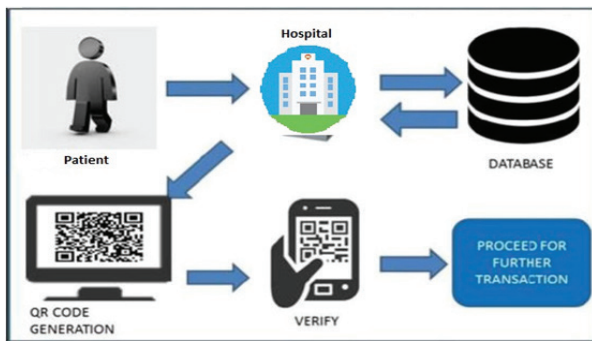 Hospital
Patient
DATABASE
QR CODE
GENERATION
VERIFY
PROCEED FOR
FURTHER
TRANSACTION